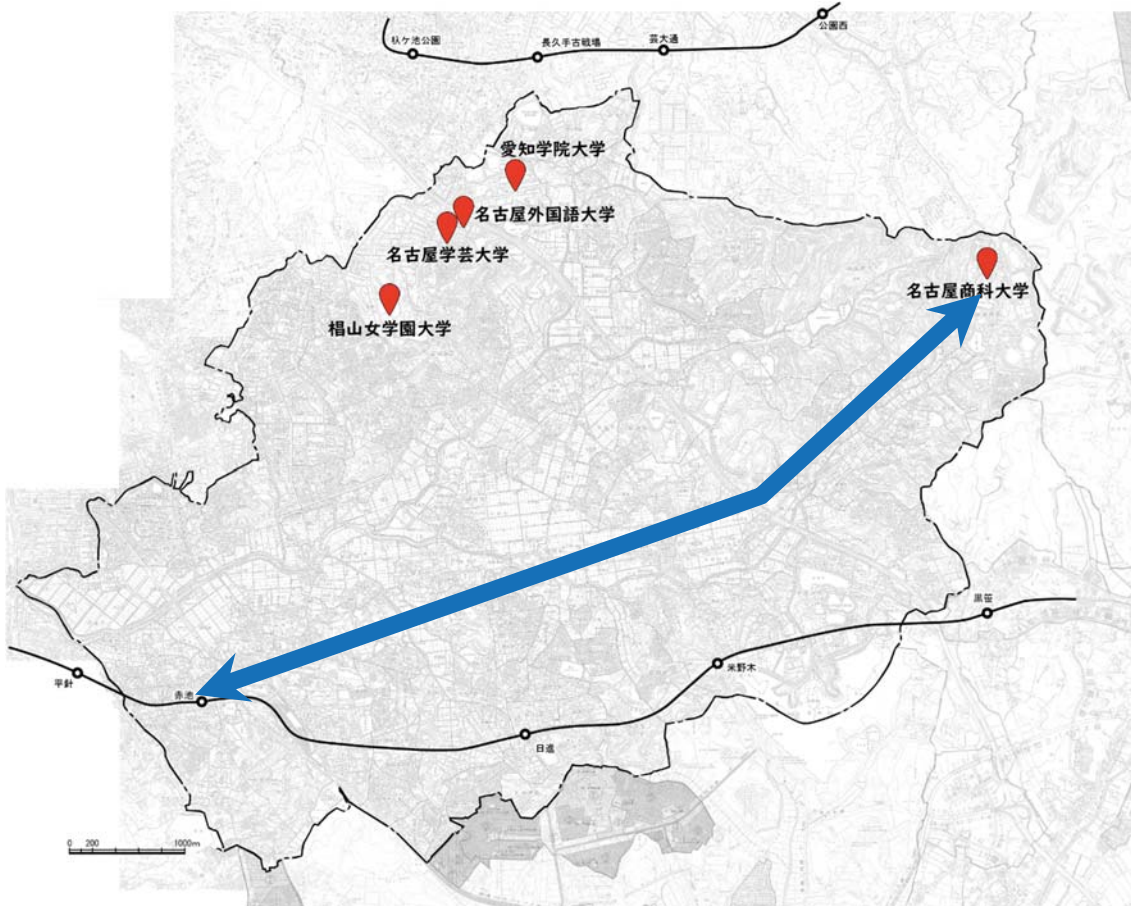 公園西
杁ケ池公園
長久手古戦場
芸大通
愛知学院大学
名古屋外国語大学
名古屋学芸大学
名古屋商科大学
椙山女学園大学
黒笹
米野木
平針
赤池
日進
0 200 1000m